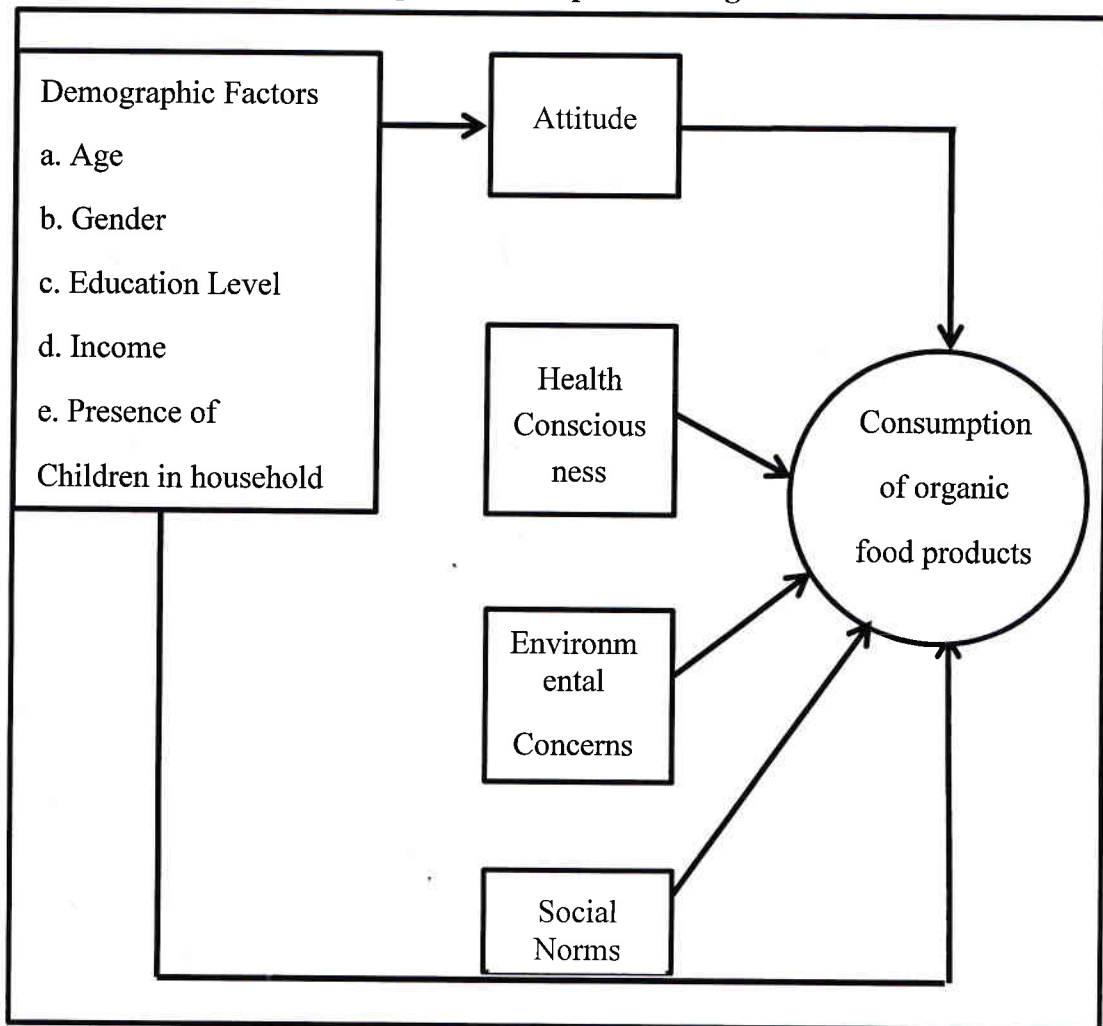 Demographic Factors
a. Age
b. Gender
c. Education Level
d. Income
e. Presence of
Children in household
Attitude
Health
Conscious
ness
Environm
ental
Concerns
Social
Norms
Consumption
of organic
food products